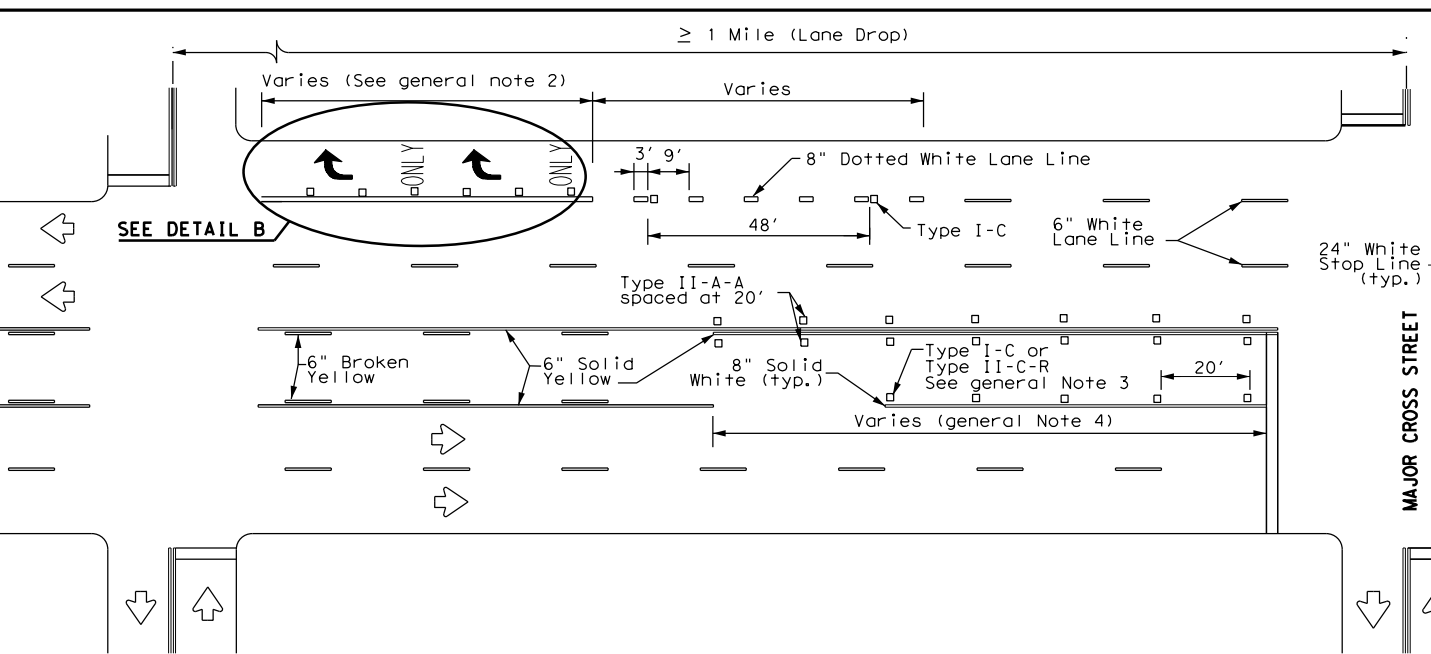 ≥ 1 Mile (Lane Drop)
Varies (See general note 2)
Varies
ONLY
ONLY
3'
9'
8" Dotted White Lane Line
SEE DETAIL B
48'
Type I-C
6" White
Lane Line
24" White
Stop Line
(typ.)
Type II-A-A
spaced at 20'
6" Broken
Yellow
6" Solid
Yellow
8" Solid
White (typ.)
Type I-C or
Type II-C-R
See general Note 3
20'
Varies (general Note 4)
MAJOR CROSS STREET